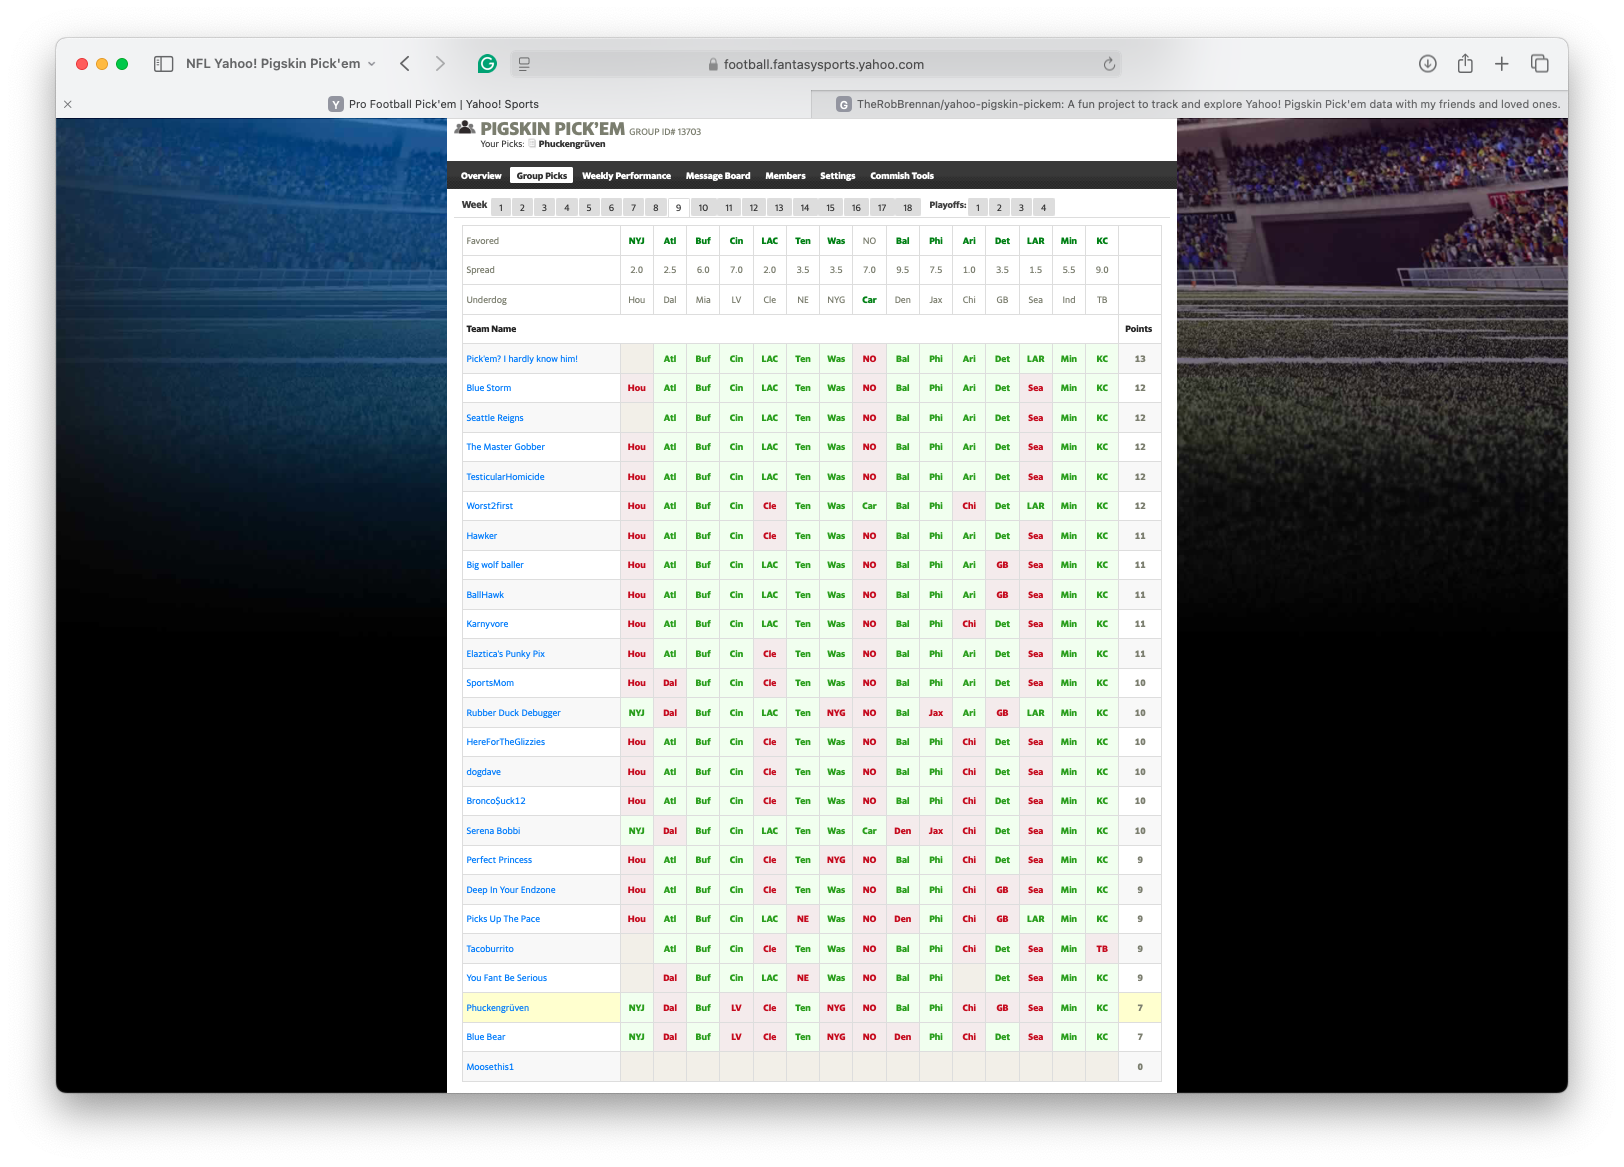 NFL Yahoo! Pigskin Pick'em
football.fantasysports.yahoo.com
Y Pro Football Pick'em | Yahoo! Sports
G TheRobBrennan/yahoo-pigskin-pickem: A fun project to track and explore Yahoo! Pigskin Pick'em data with my friends and loved ones.
PIGSKIN PICK'EM GROUP ID# 13703
Your Picks: Phuckengrüven
Overview Group Picks Weekly Performance Message Board Members Settings Commish Tools
Week 1 2 3 4 5 6 7 8 9 10 11 12 13 14 15 16 17 18 Playoffs: 1 2 3 4
Favored NYJ Atl Buf Cin LAC Ten Was NO Bal Phi Ari Det LAR Min KC
Spread 2.0 2.5 6.0 7.0 2.0 3.5 3.5 7.0 9.5 7.5 1.0 3.5 1.5 5.5 9.0
Underdog Hou Dal Mia LV Cle NE NYG Car Den Jax Chi GB Sea Ind TB
Team Name Points
Pick'em? I hardly know him! Atl Buf Cin LAC Ten Was NO Bal Phi Ari Det LAR Min KC 13
Blue Storm Hou Atl Buf Cin LAC Ten Was NO Bal Phi Ari Det Sea Min KC 12
Seattle Reigns Atl Buf Cin LAC Ten Was NO Bal Phi Ari Det Sea Min KC 12
The Master Gobber Hou Atl Buf Cin LAC Ten Was NO Bal Phi Ari Det Sea Min KC 12
TesticularHomicide Hou Atl Buf Cin LAC Ten Was NO Bal Phi Ari Det Sea Min KC 12
Worst2first Hou Atl Buf Cin Cle Ten Was Car Bal Phi Chi Det LAR Min KC 12
Hawker Hou Atl Buf Cin Cle Ten Was NO Bal Phi Ari Det Sea Min KC 11
Big wolf baller Hou Atl Buf Cin LAC Ten Was NO Bal Phi Ari GB Sea Min KC 11
BallHawk Hou Atl Buf Cin LAC Ten Was NO Bal Phi Ari GB Sea Min KC 11
Karnyvore Hou Atl Buf Cin LAC Ten Was NO Bal Phi Chi Det Sea Min KC 11
Elaztica's Punky Pix Hou Atl Buf Cin Cle Ten Was NO Bal Phi Ari Det Sea Min KC 11
SportsMom Hou Dal Buf Cin Cle Ten Was NO Bal Phi Ari Det Sea Min KC 10
Rubber Duck Debugger NYJ Dal Buf Cin LAC Ten NYG NO Bal Jax Ari GB LAR Min KC 10
HereForTheGlizzies Hou Atl Buf Cin Cle Ten Was NO Bal Phi Chi Det Sea Min KC 10
dogdave Hou Atl Buf Cin Cle Ten Was NO Bal Phi Chi Det Sea Min KC 10
Bronco$uck12 Hou Atl Buf Cin Cle Ten Was NO Bal Phi Chi Det Sea Min KC 10
Serena Bobbi NYJ Dal Buf Cin LAC Ten Was Car Den Jax Chi Det Sea Min KC 10
Perfect Princess Hou Atl Buf Cin Cle Ten NYG NO Bal Phi Chi Det Sea Min KC 9
Deep In Your Endzone Hou Atl Buf Cin Cle Ten Was NO Bal Phi Chi GB Sea Min KC 9
Picks Up The Pace Hou Atl Buf Cin LAC NE Was NO Den Phi Chi GB LAR Min KC 9
Tacoburrito Atl Buf Cin Cle Ten Was NO Bal Phi Chi Det Sea Min TB 9
You Fant Be Serious Dal Buf Cin LAC NE Was NO Bal Phi Det Sea Min KC 9
Phuckengrüven NYJ Dal Buf LV Cle Ten NYG NO Bal Phi Chi GB Sea Min KC 7
Blue Bear NYJ Dal Buf LV Cle Ten NYG NO Den Phi Chi Det Sea Min KC 7
Moosethis1 0